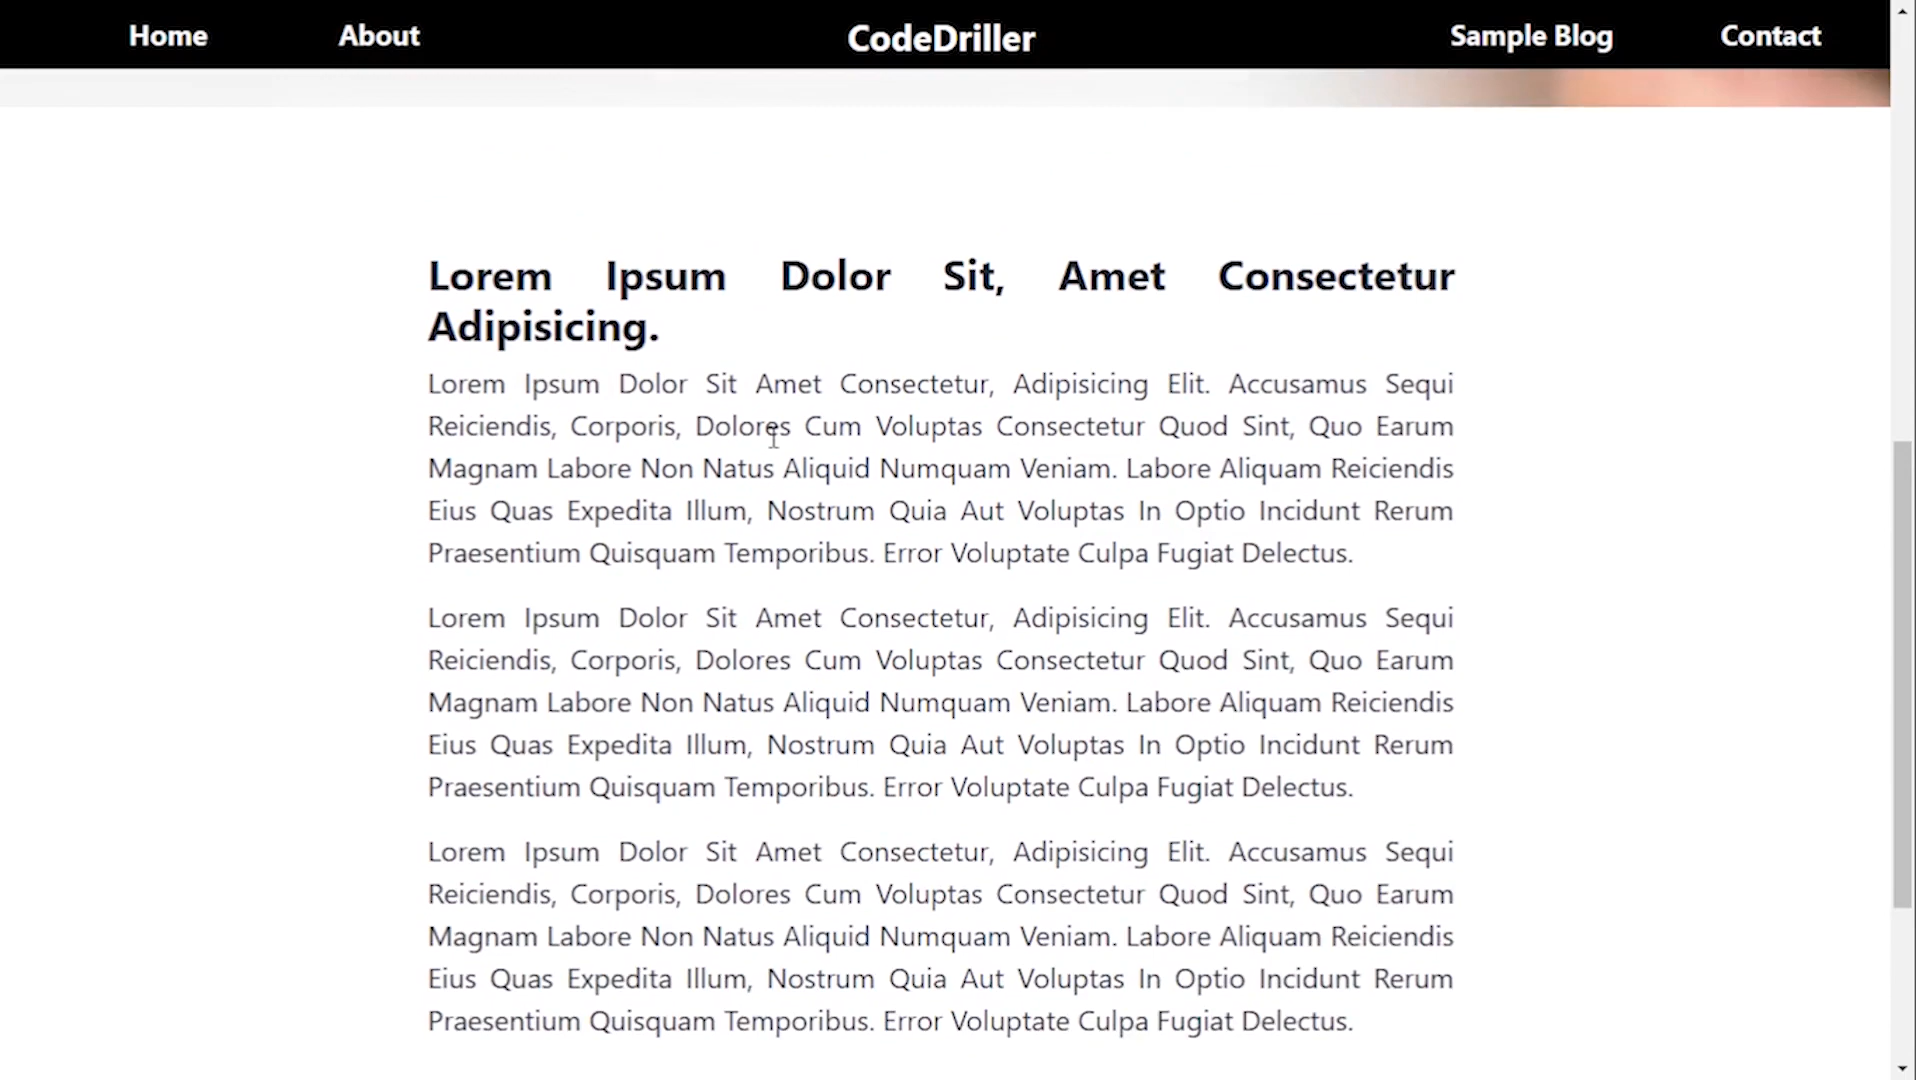 Home About CodeDriller Sample Blog Contact
Lorem Ipsum Dolor Sit, Amet Consectetur
Adipisicing.
Lorem Ipsum Dolor Sit Amet Consectetur, Adipisicing Elit. Accusamus Sequi
Reiciendis, Corporis, Dolores Cum Voluptas Consectetur Quod Sint, Quo Earum
Magnam Labore Non Natus Aliquid Numquam Veniam. Labore Aliquam Reiciendis
Eius Quas Expedita Illum, Nostrum Quia Aut Voluptas In Optio Incidunt Rerum
Praesentium Quisquam Temporibus. Error Voluptate Culpa Fugiat Delectus.
Lorem Ipsum Dolor Sit Amet Consectetur, Adipisicing Elit. Accusamus Sequi
Reiciendis, Corporis, Dolores Cum Voluptas Consectetur Quod Sint, Quo Earum
Magnam Labore Non Natus Aliquid Numquam Veniam. Labore Aliquam Reiciendis
Eius Quas Expedita Illum, Nostrum Quia Aut Voluptas In Optio Incidunt Rerum
Praesentium Quisquam Temporibus. Error Voluptate Culpa Fugiat Delectus.
Lorem Ipsum Dolor Sit Amet Consectetur, Adipisicing Elit. Accusamus Sequi
Reiciendis, Corporis, Dolores Cum Voluptas Consectetur Quod Sint, Quo Earum
Magnam Labore Non Natus Aliquid Numquam Veniam. Labore Aliquam Reiciendis
Eius Quas Expedita Illum, Nostrum Quia Aut Voluptas In Optio Incidunt Rerum
Praesentium Quisquam Temporibus. Error Voluptate Culpa Fugiat Delectus.